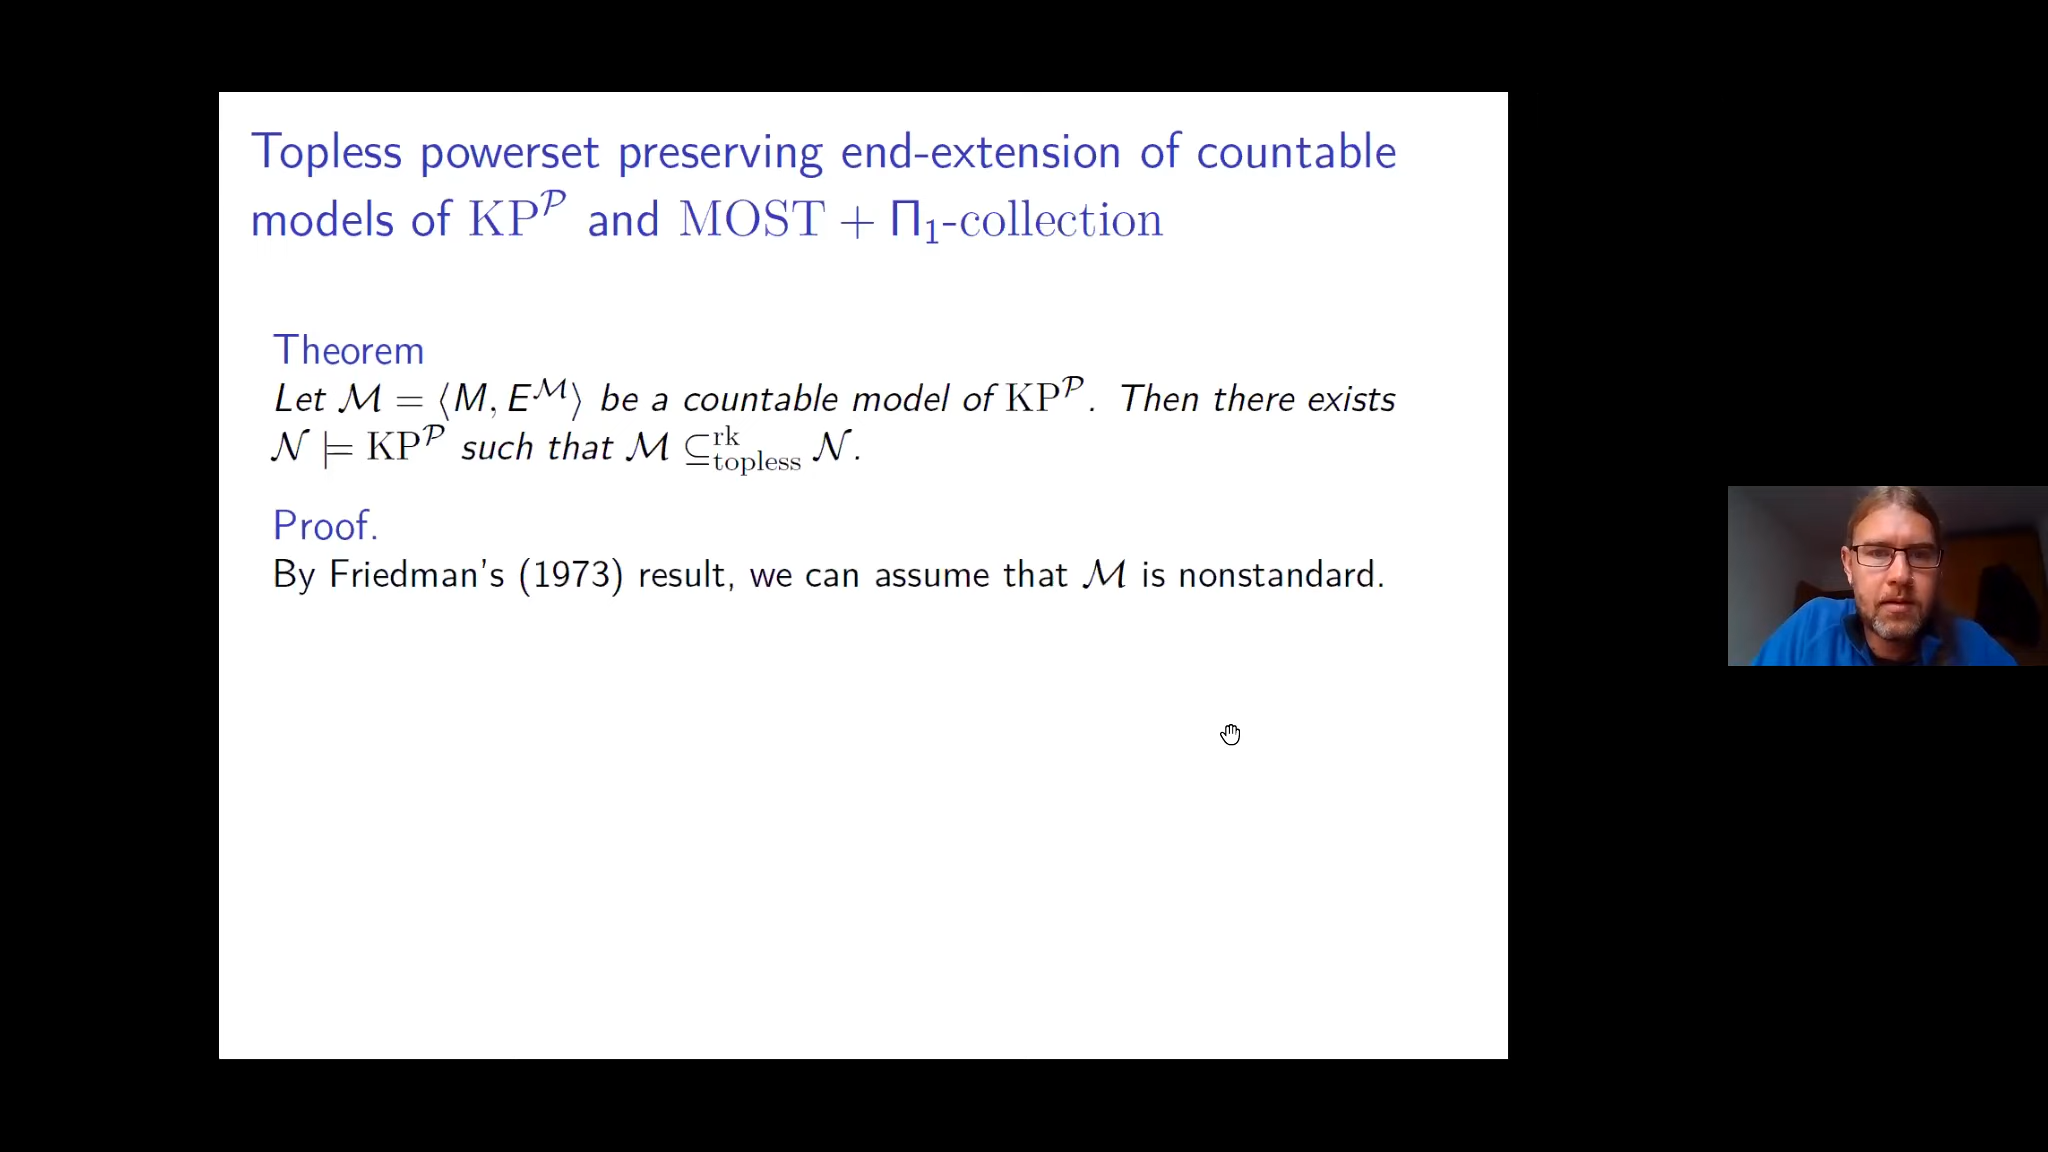 Topless powerset preserving end-extension of countable
models of KP^𝒫 and MOST + Π₁-collection
Theorem
Let ℳ = ⟨M, E^ℳ⟩ be a countable model of KP^𝒫. Then there exists
𝒩 ⊨ KP^𝒫 such that ℳ ⊆^rk_topless 𝒩.
Proof.
By Friedman's (1973) result, we can assume that ℳ is nonstandard.